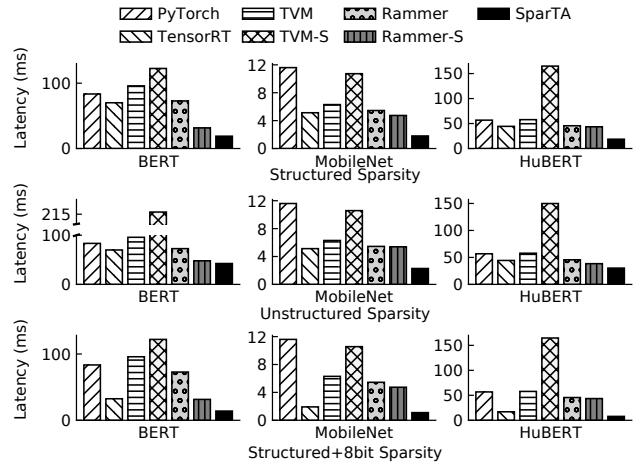 PyTorch TVM Rammer SparTA
TensorRT TVM-S Rammer-S
Latency (ms)
100
0
BERT
12
8
4
0
MobileNet
150
100
50
0
HuBERT
Structured Sparsity
Latency (ms)
215
100
0
BERT
12
8
4
0
MobileNet
150
100
50
0
HuBERT
Unstructured Sparsity
Latency (ms)
100
0
BERT
12
8
4
0
MobileNet
150
100
50
0
HuBERT
Structured+8bit Sparsity